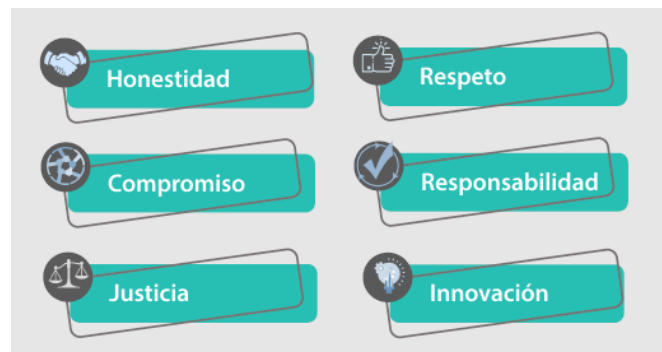 Honestidad
Respeto
Compromiso
Responsabilidad
Justicia
Innovación